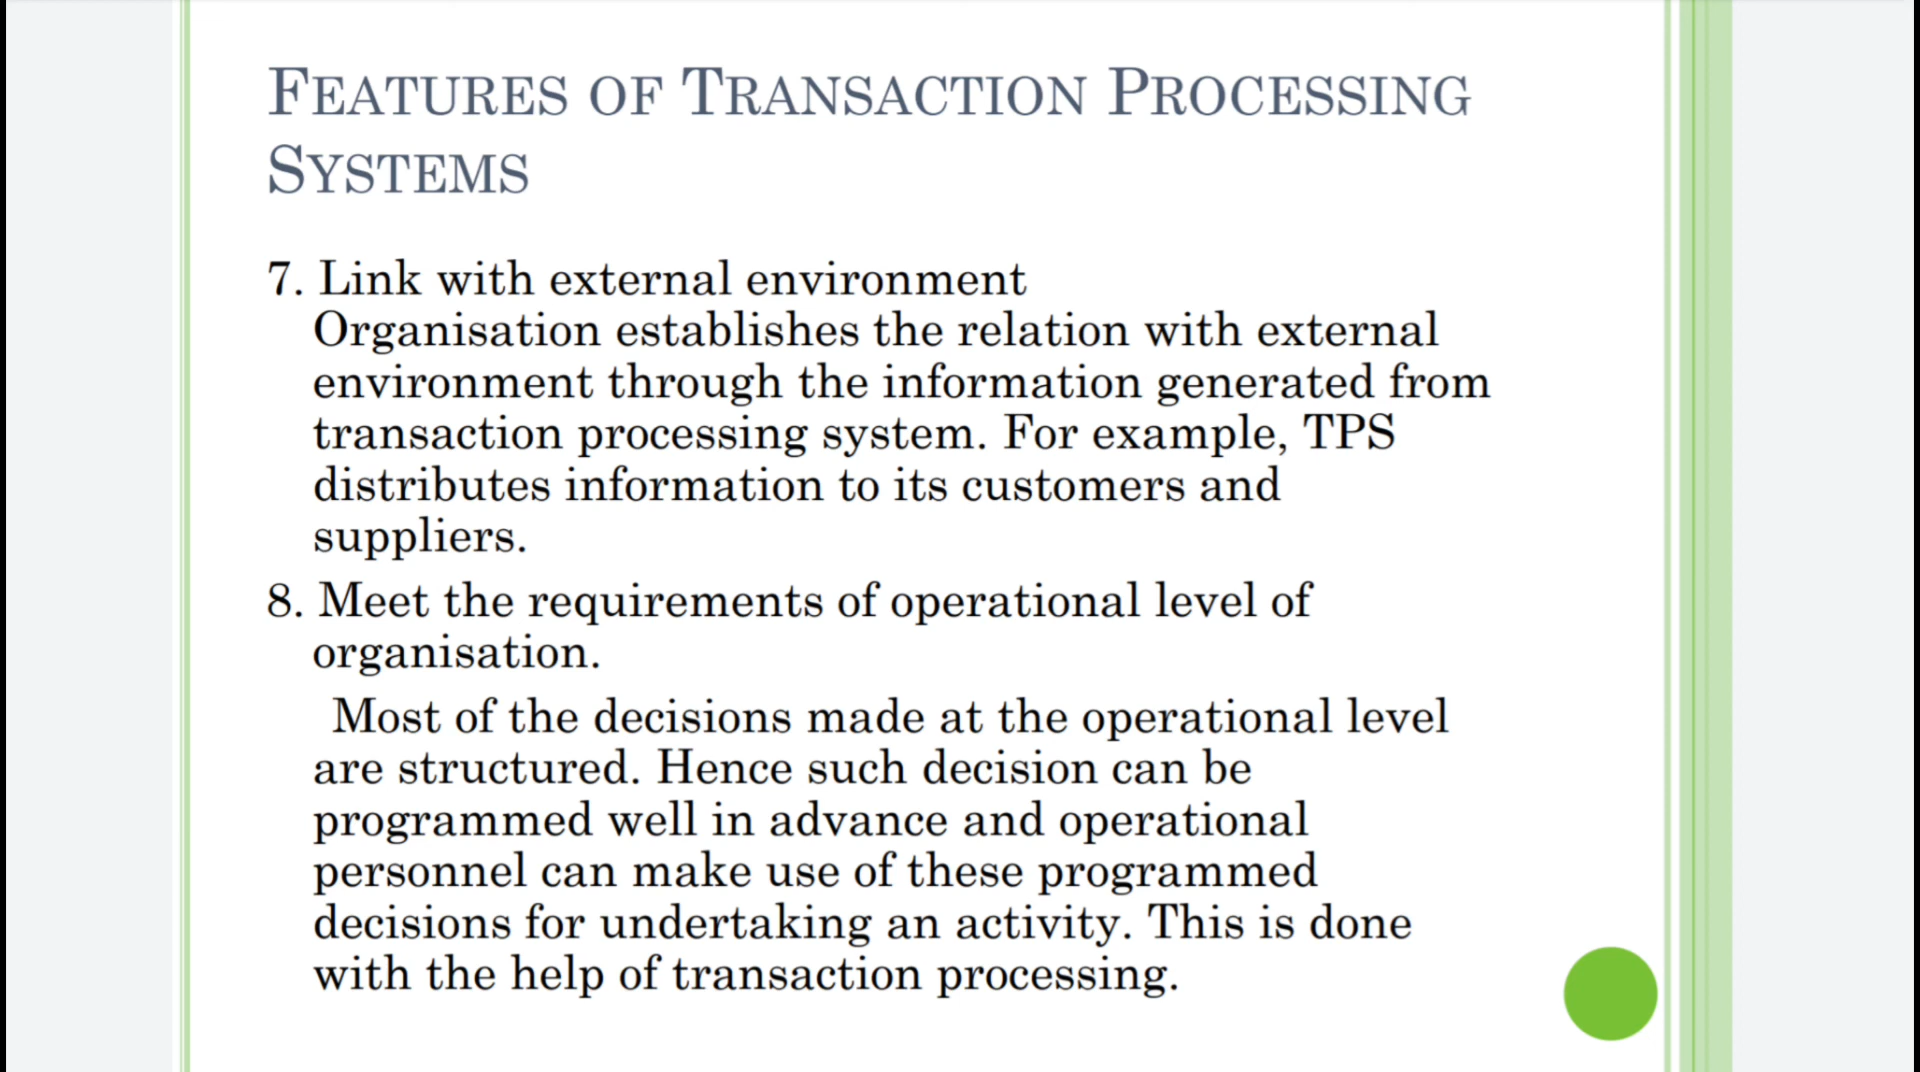 FEATURES OF TRANSACTION PROCESSING
SYSTEMS
7. Link with external environment
Organisation establishes the relation with external
environment through the information generated from
transaction processing system. For example, TPS
distributes information to its customers and
suppliers.
8. Meet the requirements of operational level of
organisation.
Most of the decisions made at the operational level
are structured. Hence such decision can be
programmed well in advance and operational
personnel can make use of these programmed
decisions for undertaking an activity. This is done
with the help of transaction processing.